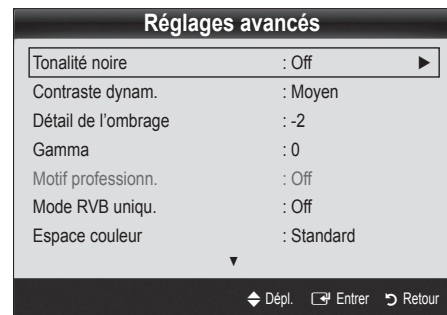 Réglages avancés
Tonalité noire : Off ►
Contraste dynam. : Moyen
Détail de l'ombrage : -2
Gamma : 0
Motif professionn. : Off
Mode RVB uniqu. : Off
Espace couleur : Standard
▼
Dépl. Entrer Retour